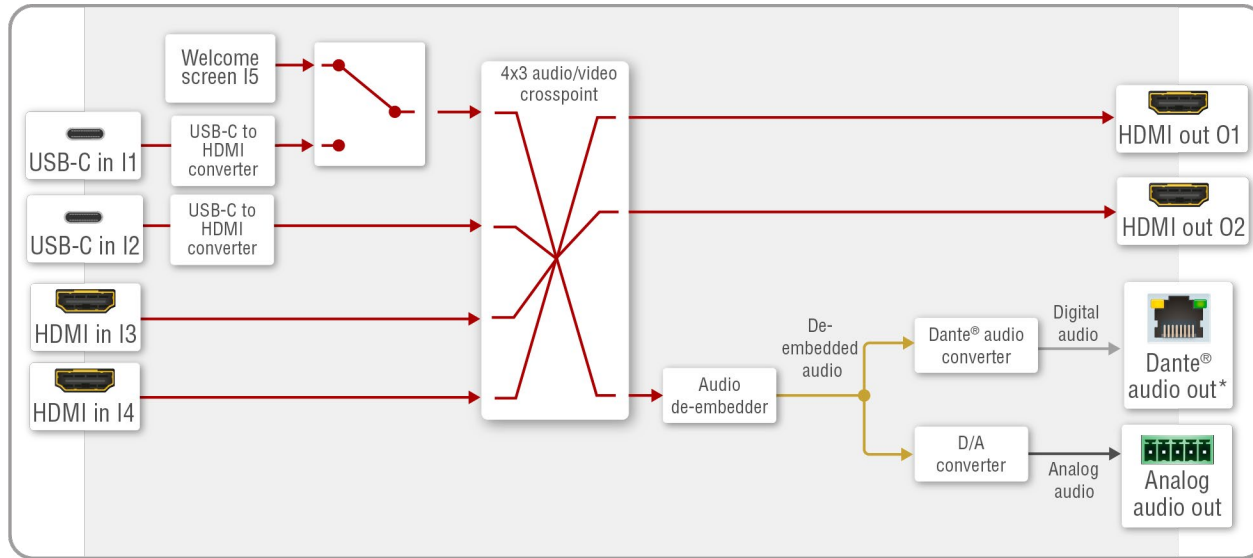 Welcome
screen I5
USB-C in I1
USB-C to
HDMI
converter
USB-C in I2
USB-C to
HDMI
converter
HDMI in I3
HDMI in I4
4x3 audio/video
crosspoint
HDMI out O1
HDMI out O2
Audio
de-embedder
De-
embedded
audio
Dante® audio
converter
Digital
audio
Dante®
audio out*
D/A
converter
Analog
audio
Analog
audio out